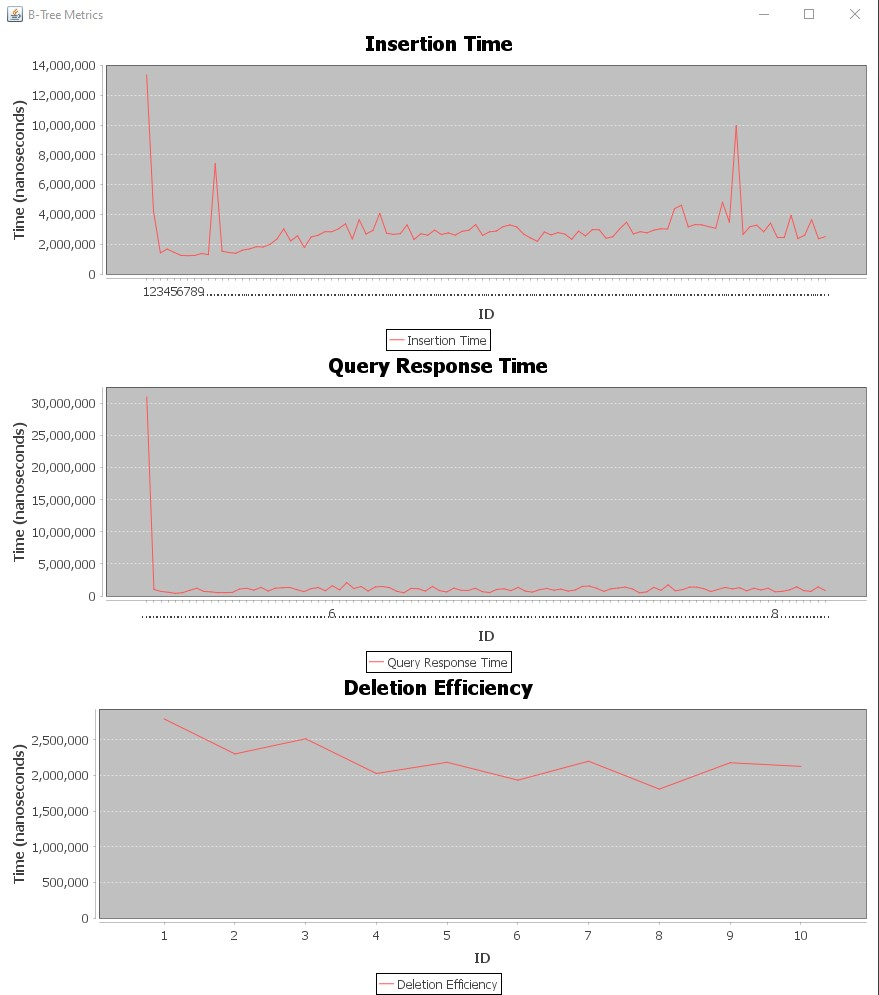 B-Tree Metrics
Insertion Time
14,000,000
12,000,000
10,000,000
8,000,000
6,000,000
4,000,000
2,000,000
0
Time (nanoseconds)
123456789
ID
Insertion Time
Query Response Time
30,000,000
25,000,000
20,000,000
15,000,000
10,000,000
5,000,000
0
Time (nanoseconds)
6 8
ID
Query Response Time
Deletion Efficiency
2,500,000
2,000,000
1,500,000
1,000,000
500,000
0
Time (nanoseconds)
1 2 3 4 5 6 7 8 9 10
ID
Deletion Efficiency